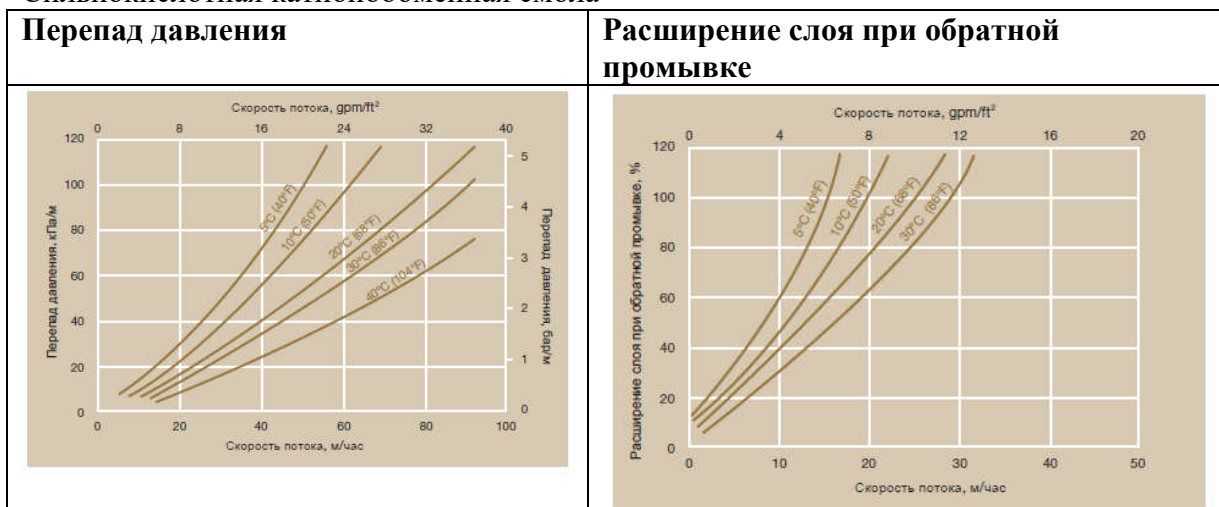 Сильнокислотная катионообменная смола
Перепад давления
Расширение слоя при обратной
промывке
Скорость потока, gpm/ft²
0 8 16 24 32 40
120
100
80
60
40
20
0
Перепад давления, кПа/м
5°C (40°F)
10°C (50°F)
20°C (68°F)
30°C (86°F)
40°C (104°F)
5
4
3
2
1
0
Перепад давления, бар/м
0 20 40 60 80 100
Скорость потока, м/час
Скорость потока, gpm/ft²
0 4 8 12 16 20
120
100
80
60
40
20
0
Расширение слоя при обратной промывке, %
5°C (40°F)
10°C (50°F)
20°C (68°F)
30°C (86°F)
0 10 20 30 40 50
Скорость потока, м/час